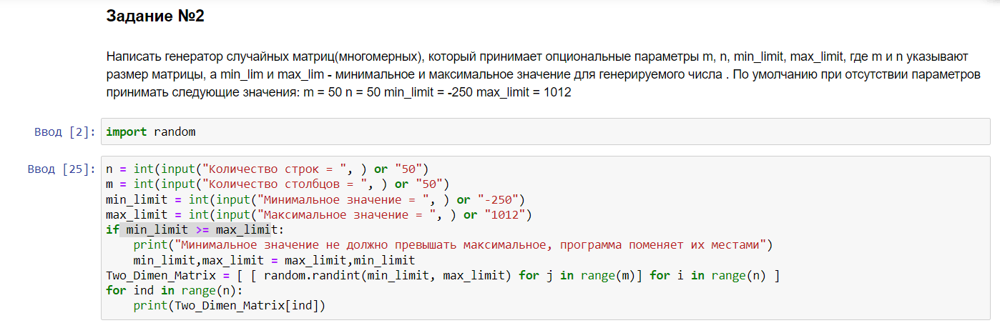 Задание №2
Написать генератор случайных матриц(многомерных), который принимает опциональные параметры m, n, min_limit, max_limit, где m и n указывают
размер матрицы, а min_lim и max_lim - минимальное и максимальное значение для генерируемого числа . По умолчанию при отсутствии параметров
принимать следующие значения: m = 50 n = 50 min_limit = -250 max_limit = 1012
Ввод [2]: import random
Ввод [25]: n = int(input("Количество строк = ", ) or "50")
m = int(input("Количество столбцов = ", ) or "50")
min_limit = int(input("Минимальное значение = ", ) or "-250")
max_limit = int(input("Максимальное значение = ", ) or "1012")
if min_limit >= max_limit:
    print("Минимальное значение не должно превышать максимальное, программа поменяет их местами")
    min_limit,max_limit = max_limit,min_limit
Two_Dimen_Matrix = [ [ random.randint(min_limit, max_limit) for j in range(m)] for i in range(n) ]
for ind in range(n):
    print(Two_Dimen_Matrix[ind])